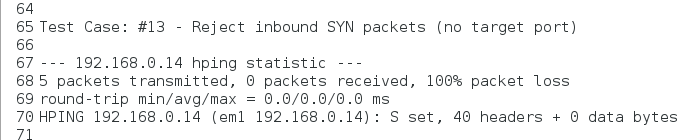 64
65 Test Case: #13 - Reject inbound SYN packets (no target port)
66
67 --- 192.168.0.14 hping statistic ---
68 5 packets transmitted, 0 packets received, 100% packet loss
69 round-trip min/avg/max = 0.0/0.0/0.0 ms
70 HPING 192.168.0.14 (em1 192.168.0.14): S set, 40 headers + 0 data bytes
71